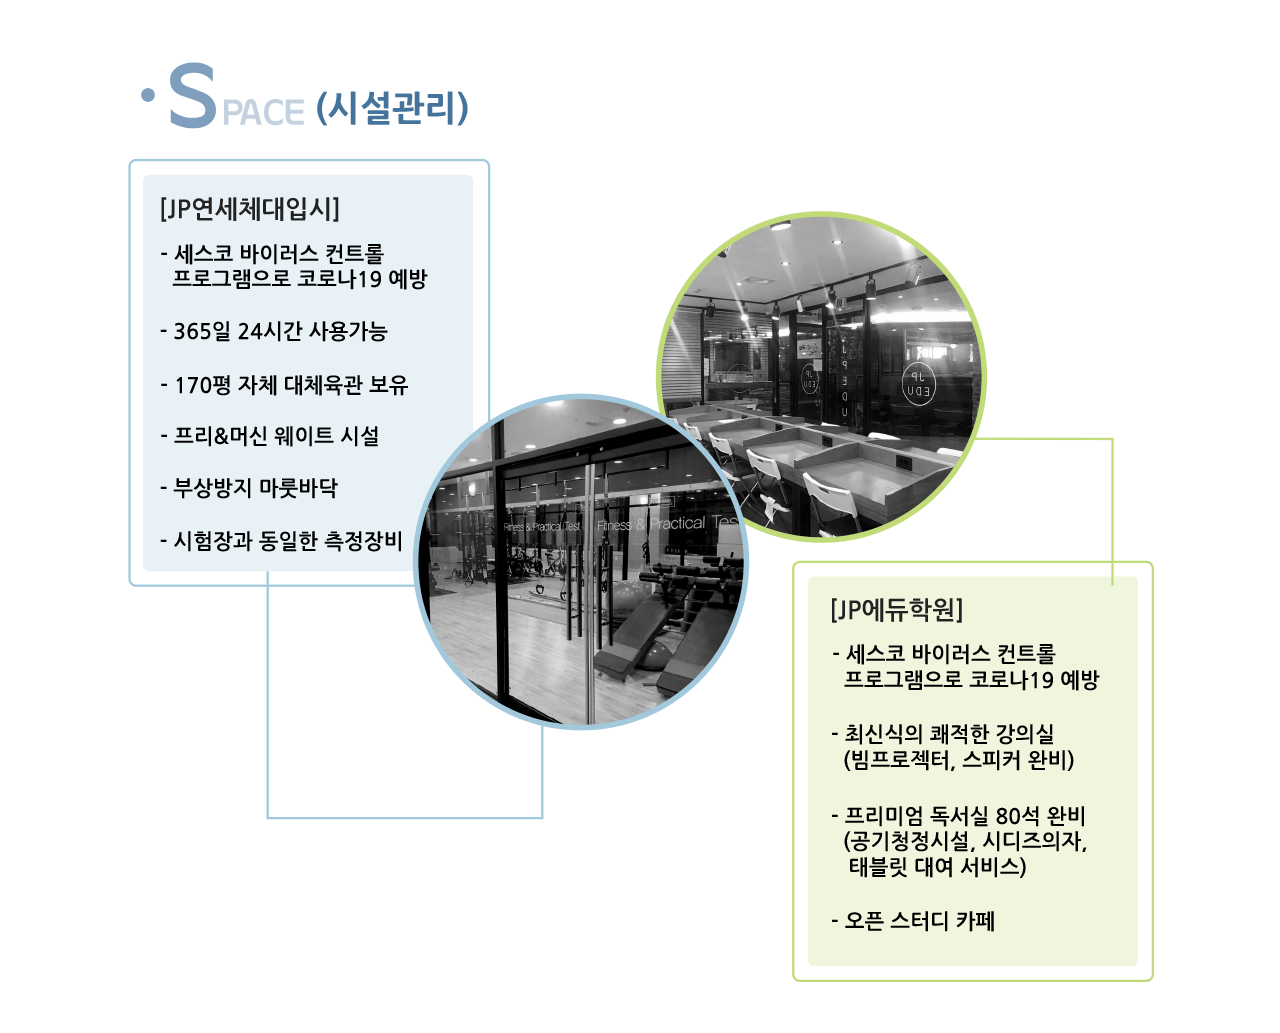 ·SPACE (시설관리)
[JP연세체대입시]
- 세스코 바이러스 컨트롤
프로그램으로 코로나19 예방
- 365일 24시간 사용가능
- 170평 자체 대체육관 보유
- 프리&머신 웨이트 시설
- 부상방지 마룻바닥
- 시험장과 동일한 측정장비
JP
EDU
JP
EDU
JPEDU
Fitness & Practical Test
Fitness & Practical Tes
[JP에듀학원]
- 세스코 바이러스 컨트롤
프로그램으로 코로나19 예방
- 최신식의 쾌적한 강의실
(빔프로젝터, 스피커 완비)
- 프리미엄 독서실 80석 완비
(공기청정시설, 시디즈의자,
태블릿 대여 서비스)
- 오픈 스터디 카페